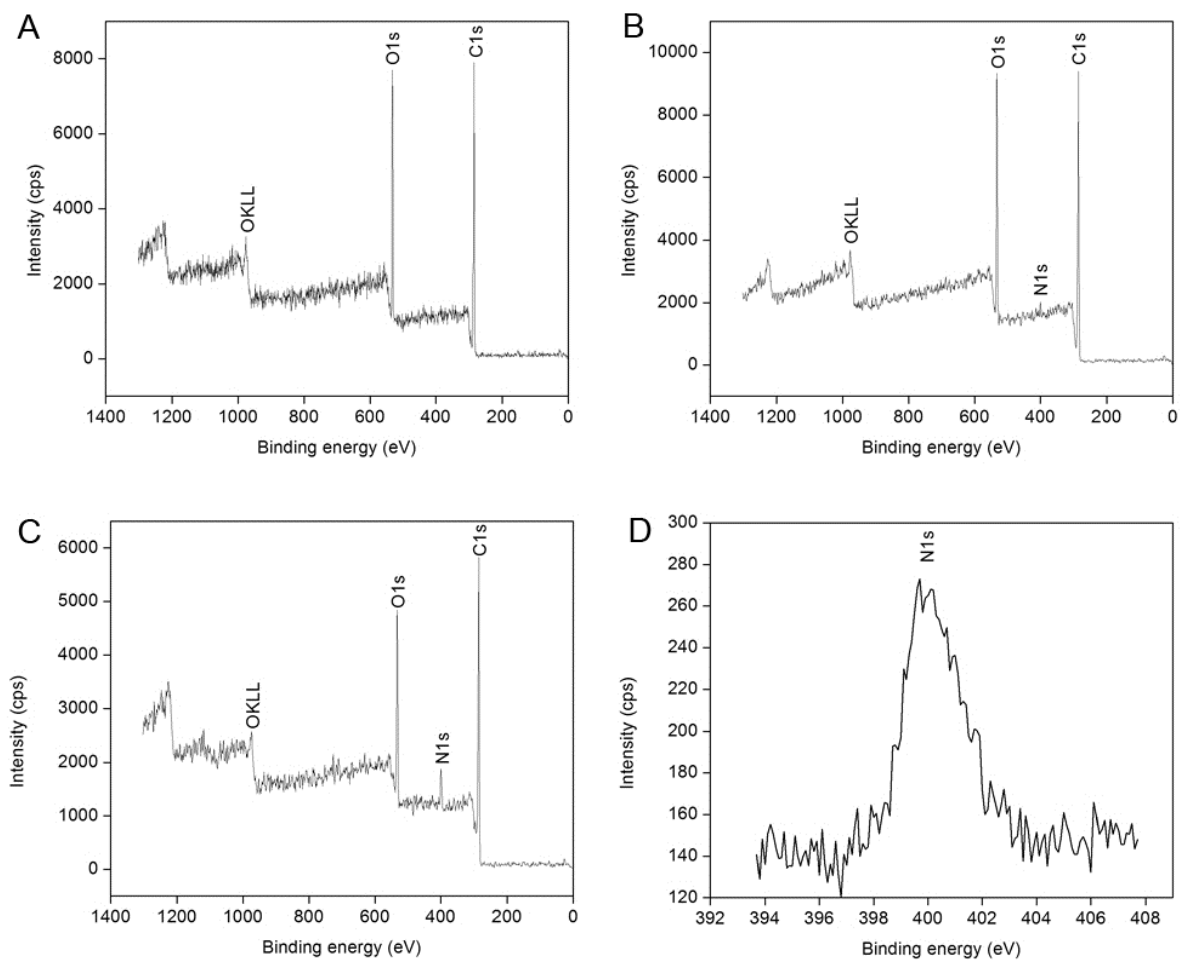 A
8000
6000
4000
2000
0
Intensity (cps)
OKLL
O1s
C1s
1400 1200 1000 800 600 400 200 0
Binding energy (eV)
B
10000
8000
6000
4000
2000
0
Intensity (cps)
OKLL
O1s
N1s
C1s
1400 1200 1000 800 600 400 200 0
Binding energy (eV)
C
6000
5000
4000
3000
2000
1000
0
Intensity (cps)
OKLL
O1s
N1s
C1s
1400 1200 1000 800 600 400 200 0
Binding energy (eV)
D
300
280
260
240
220
200
180
160
140
120
Intensity (cps)
N1s
392 394 396 398 400 402 404 406 408
Binding energy (eV)